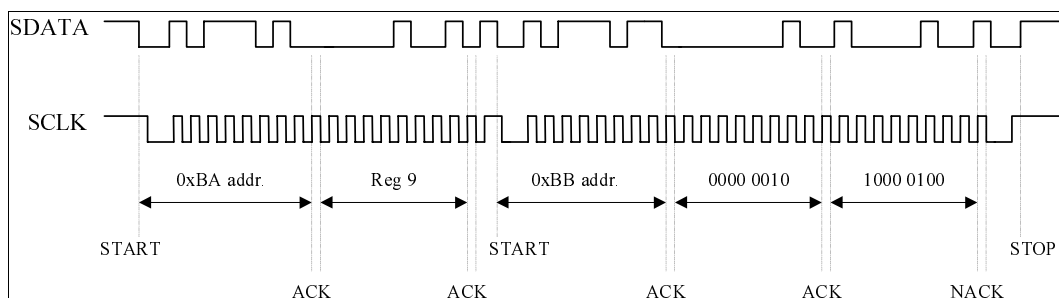 SDATA
SCLK
0xBA addr. Reg 9 0xBB addr. 0000 0010 1000 0100
START START STOP
ACK ACK ACK ACK NACK